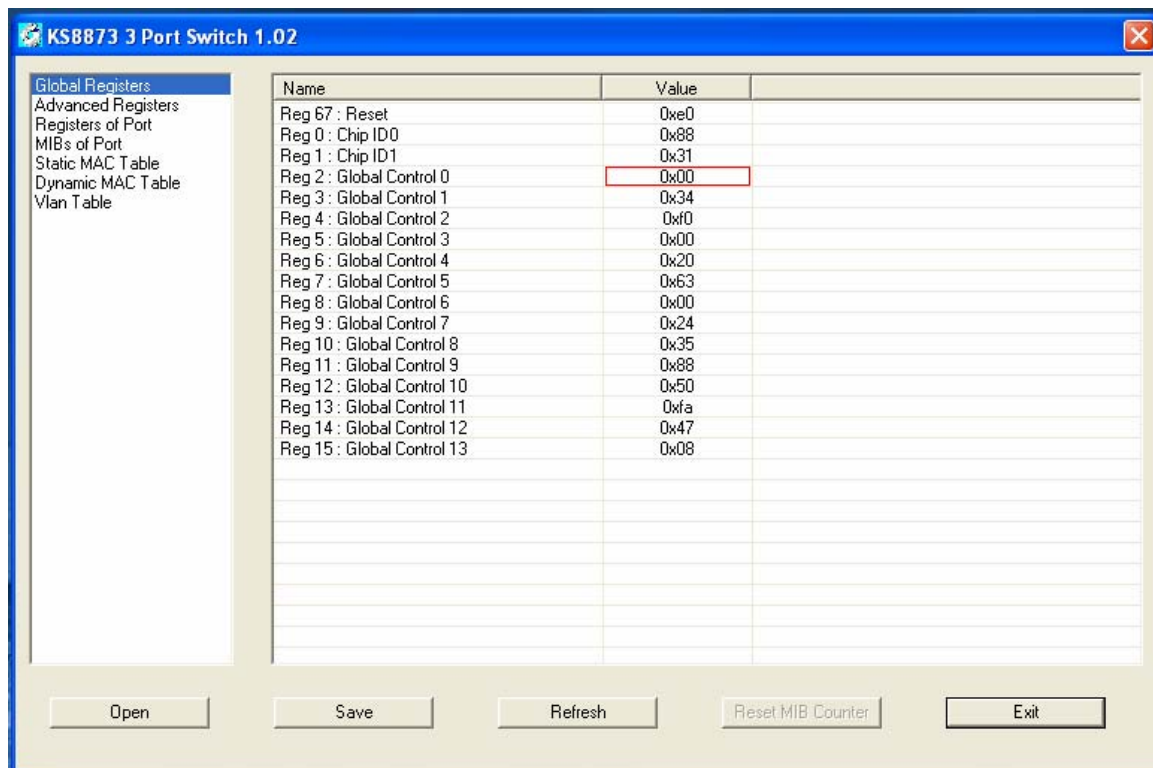 KS8873 3 Port Switch 1.02
Global Registers
Advanced Registers
Registers of Port
MIBs of Port
Static MAC Table
Dynamic MAC Table
Vlan Table
Name Value
Reg 67 : Reset 0xe0
Reg 0 : Chip ID0 0x88
Reg 1 : Chip ID1 0x31
Reg 2 : Global Control 0 0x00
Reg 3 : Global Control 1 0x34
Reg 4 : Global Control 2 0xf0
Reg 5 : Global Control 3 0x00
Reg 6 : Global Control 4 0x20
Reg 7 : Global Control 5 0x63
Reg 8 : Global Control 6 0x00
Reg 9 : Global Control 7 0x24
Reg 10 : Global Control 8 0x35
Reg 11 : Global Control 9 0x88
Reg 12 : Global Control 10 0x50
Reg 13 : Global Control 11 0xfa
Reg 14 : Global Control 12 0x47
Reg 15 : Global Control 13 0x08
Open Save Refresh Reset MIB Counter Exit